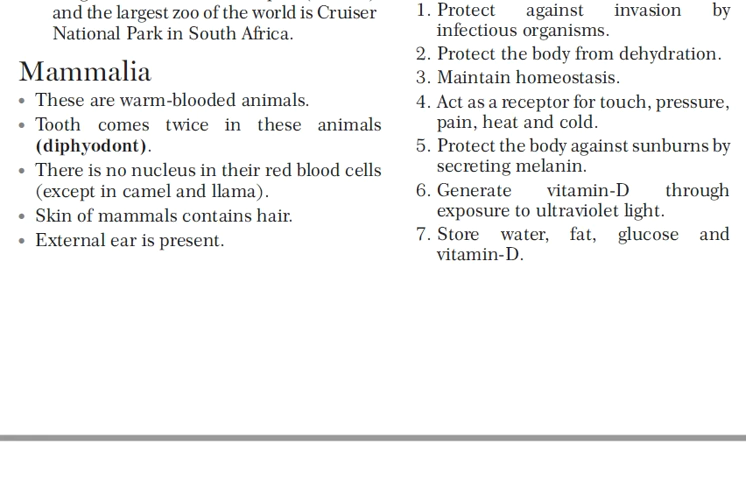 and the largest zoo of the world is Cruiser
National Park in South Africa.
Mammalia
• These are warm-blooded animals.
• Tooth comes twice in these animals
(diphyodont).
• There is no nucleus in their red blood cells
(except in camel and llama).
• Skin of mammals contains hair.
• External ear is present.
1. Protect against invasion by
infectious organisms.
2. Protect the body from dehydration.
3. Maintain homeostasis.
4. Act as a receptor for touch, pressure,
pain, heat and cold.
5. Protect the body against sunburns by
secreting melanin.
6. Generate vitamin-D through
exposure to ultraviolet light.
7. Store water, fat, glucose and
vitamin-D.